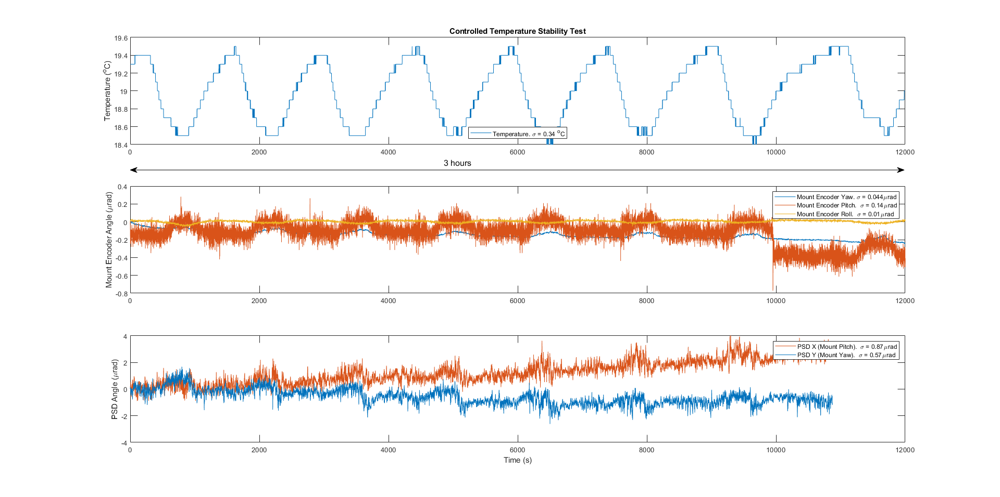 Controlled Temperature Stability Test
Temperature (°C)
19.6
19.4
19.2
19
18.8
18.6
18.4
Temperature. σ = 0.34 °C
0 2000 4000 6000 8000 10000 12000
3 hours
Mount Encoder Angle (μrad)
0.4
0.2
0
-0.2
-0.4
-0.6
-0.8
Mount Encoder Yaw. σ = 0.044μrad
Mount Encoder Pitch. σ = 0.14μrad
Mount Encoder Roll. σ = 0.01μrad
0 2000 4000 6000 8000 10000 12000
PSD Angle (μrad)
4
2
0
-2
-4
PSD X (Mount Pitch). σ = 0.87μrad
PSD Y (Mount Yaw). σ = 0.57μrad
0 2000 4000 6000 8000 10000 12000
Time (s)